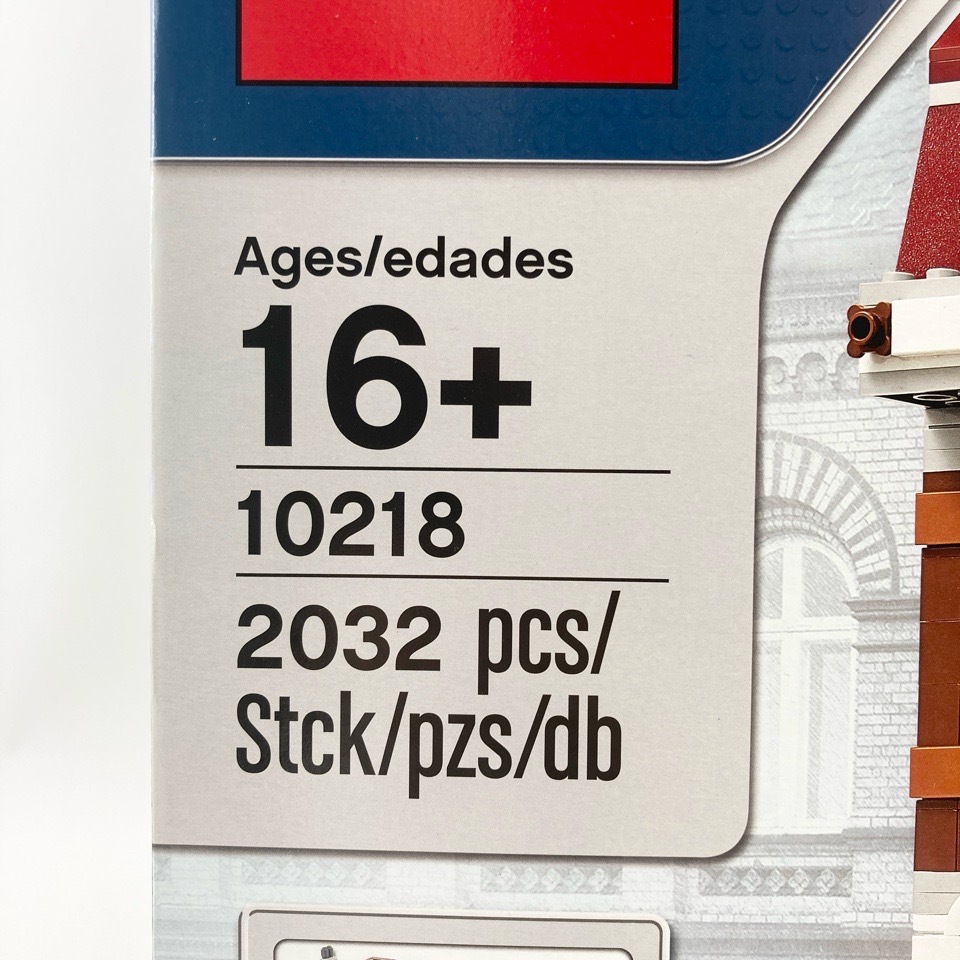 Ages/edades
16+
10218
2032 pcs/
Stck/pzs/db